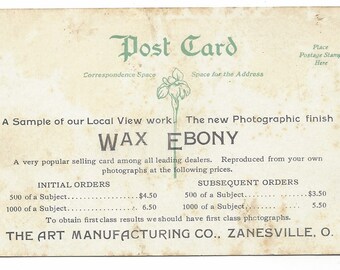 Post Card
Place
Postage Stamp
Here
Correspondence Space Space for the Address
A Sample of our Local View work. The new Photographic finish
WAX EBONY
A very popular selling card among all leading dealers. Reproduced from your own
photographs at the following prices.
INITIAL ORDERS SUBSEQUENT ORDERS
500 of a Subject $4.50 500 of a Subject $3.50
1000 of a Subject 6.50 1000 of a Subject 5.50
To obtain first class results we should have first class photographs.
THE ART MANUFACTURING CO., ZANESVILLE, O.